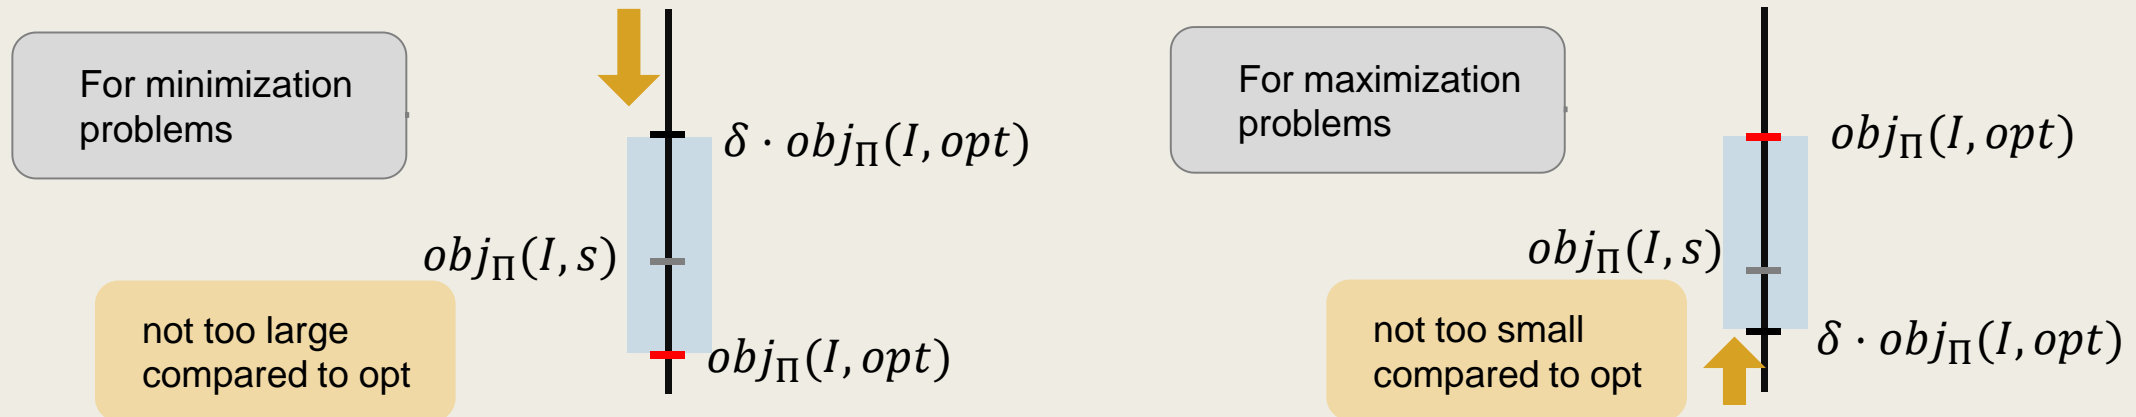 For minimization
problems
δ · obj_Π(I, opt)
obj_Π(I, s)
not too large
compared to opt
obj_Π(I, opt)
For maximization
problems
obj_Π(I, opt)
obj_Π(I, s)
not too small
compared to opt
δ · obj_Π(I, opt)